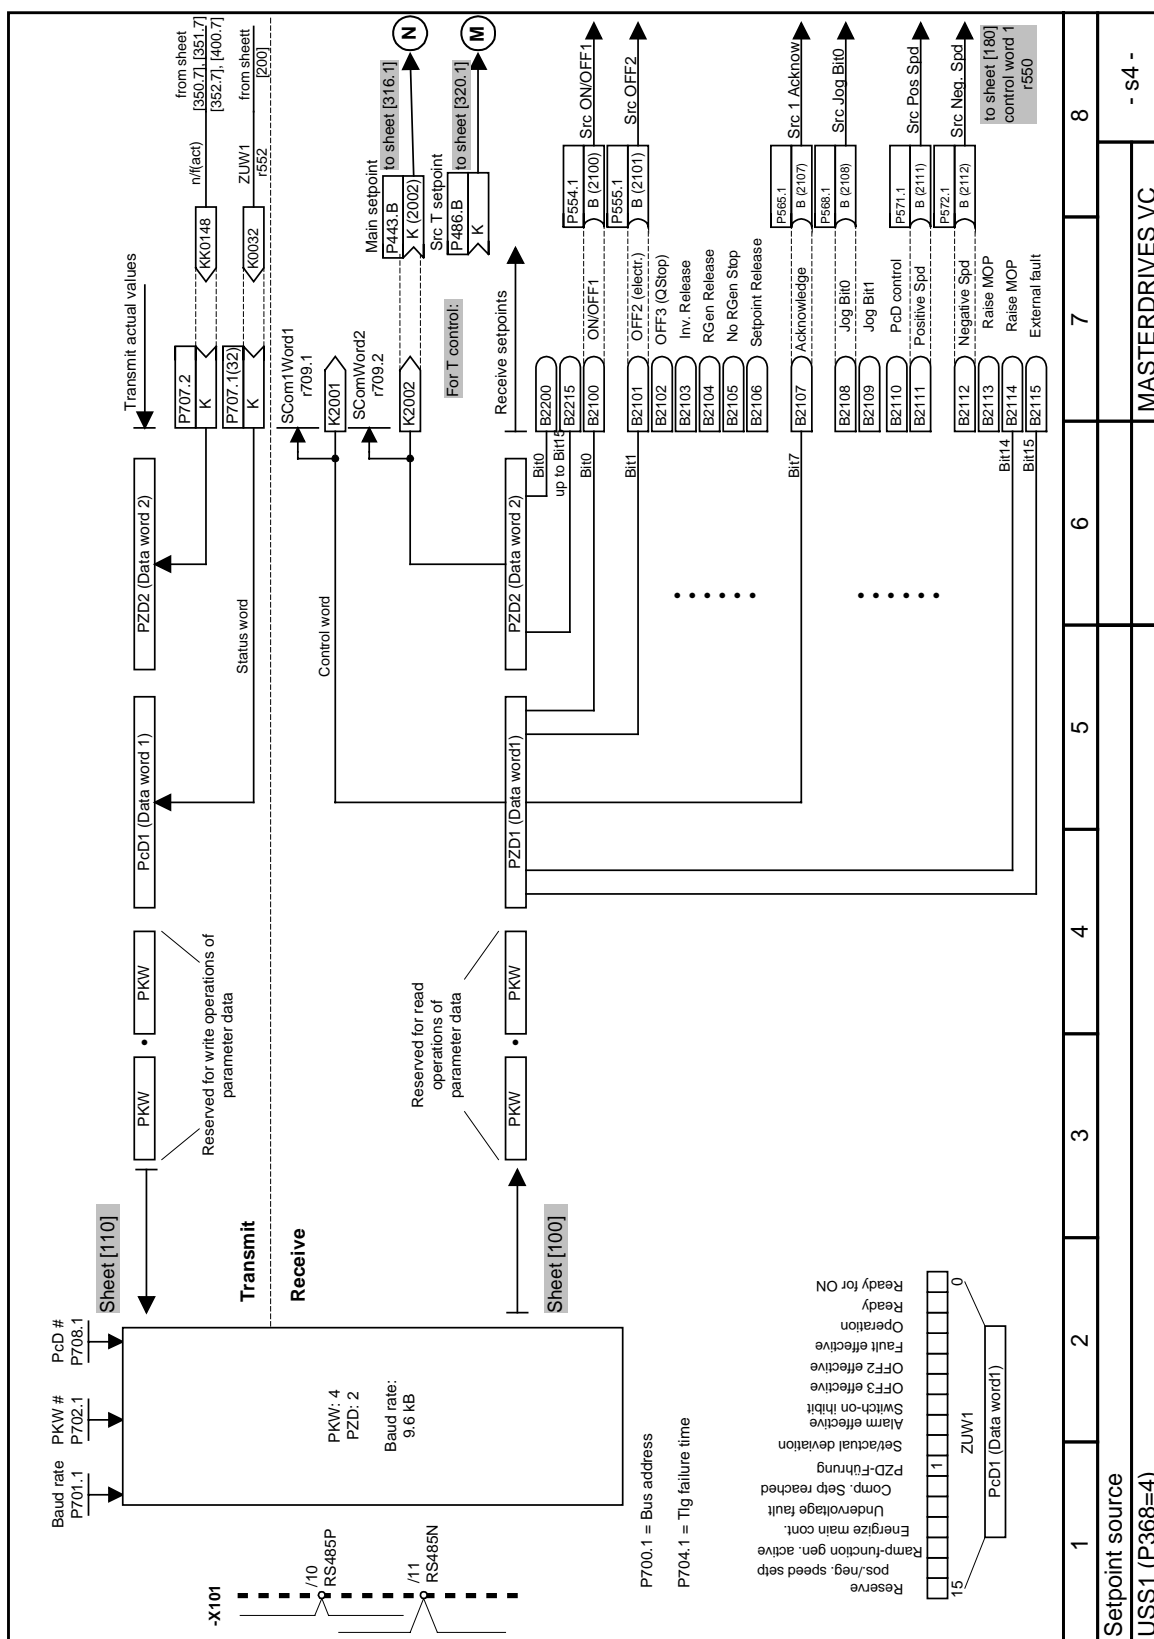 -X101
/10
RS485P
/11
RS485N
Baud rate
P701.1
PKW #
P702.1
PcD #
P708.1
PKW: 4
PZD: 2
Baud rate:
9.6 kB
P700.1 = Bus address
P704.1 = Tlg failure time
Sheet [110]
Transmit
Receive
Sheet [100]
PKW
PKW
Reserved for write operations of
parameter data
PcD1 (Data word 1)
PZD2 (Data word 2)
Transmit actual values
P707.2
K
KK0148
n/f(act)
from sheet
[350.7], [351.7]
[352.7], [400.7]
P707.1(32)
K
K0032
ZUW1
r552
from sheett
[200]
Status word
Control word
SCom1Word1
r709.1
K2001
SComWord2
r709.2
K2002
Main setpoint
P443.B
K (2002)
to sheet [316.1]
N
For T control:
Src T setpoint
P486.B
K
to sheet [320.1]
M
Receive setpoints
PKW
PKW
Reserved for read
operations of
parameter data
PZD1 (Data word1)
PZD2 (Data word 2)
Bit0
B2200
up to Bit15
B2215
Bit0
B2100
ON/OFF1
P554.1
B (2100)
Src ON/OFF1
Bit1
B2101
OFF2 (electr.)
P555.1
B (2101)
Src OFF2
B2102
OFF3 (QStop)
B2103
Inv. Release
B2104
RGen Release
B2105
No RGen Stop
B2106
Setpoint Release
Bit7
B2107
Acknowledge
P565.1
B (2107)
Src 1 Acknow
B2108
Jog Bit0
P568.1
B (2108)
Src Jog Bit0
B2109
Jog Bit1
B2110
PcD control
B2111
Positive Spd
P571.1
B (2111)
Src Pos Spd
B2112
Negative Spd
P572.1
B (2112)
Src Neg. Spd
B2113
Raise MOP
Bit14
B2114
Raise MOP
Bit15
B2115
External fault
to sheet [180]
control word 1
r550
Reserve
pos./neg. speed setp
Ramp-function gen. active
Energize main cont.
Undervoltage fault
Comp. Setp reached
PZD-Führung
Set/actual deviation
Alarm effective
Switch-on ihibit
OFF3 effective
OFF2 effective
Fault effective
Operation
Ready
Ready for ON
1
15
ZUW1
0
PcD1 (Data word1)
1
2
3
4
5
6
7
8
Setpoint source
USS1 (P368=4)
MASTERDRIVES VC
- s4 -